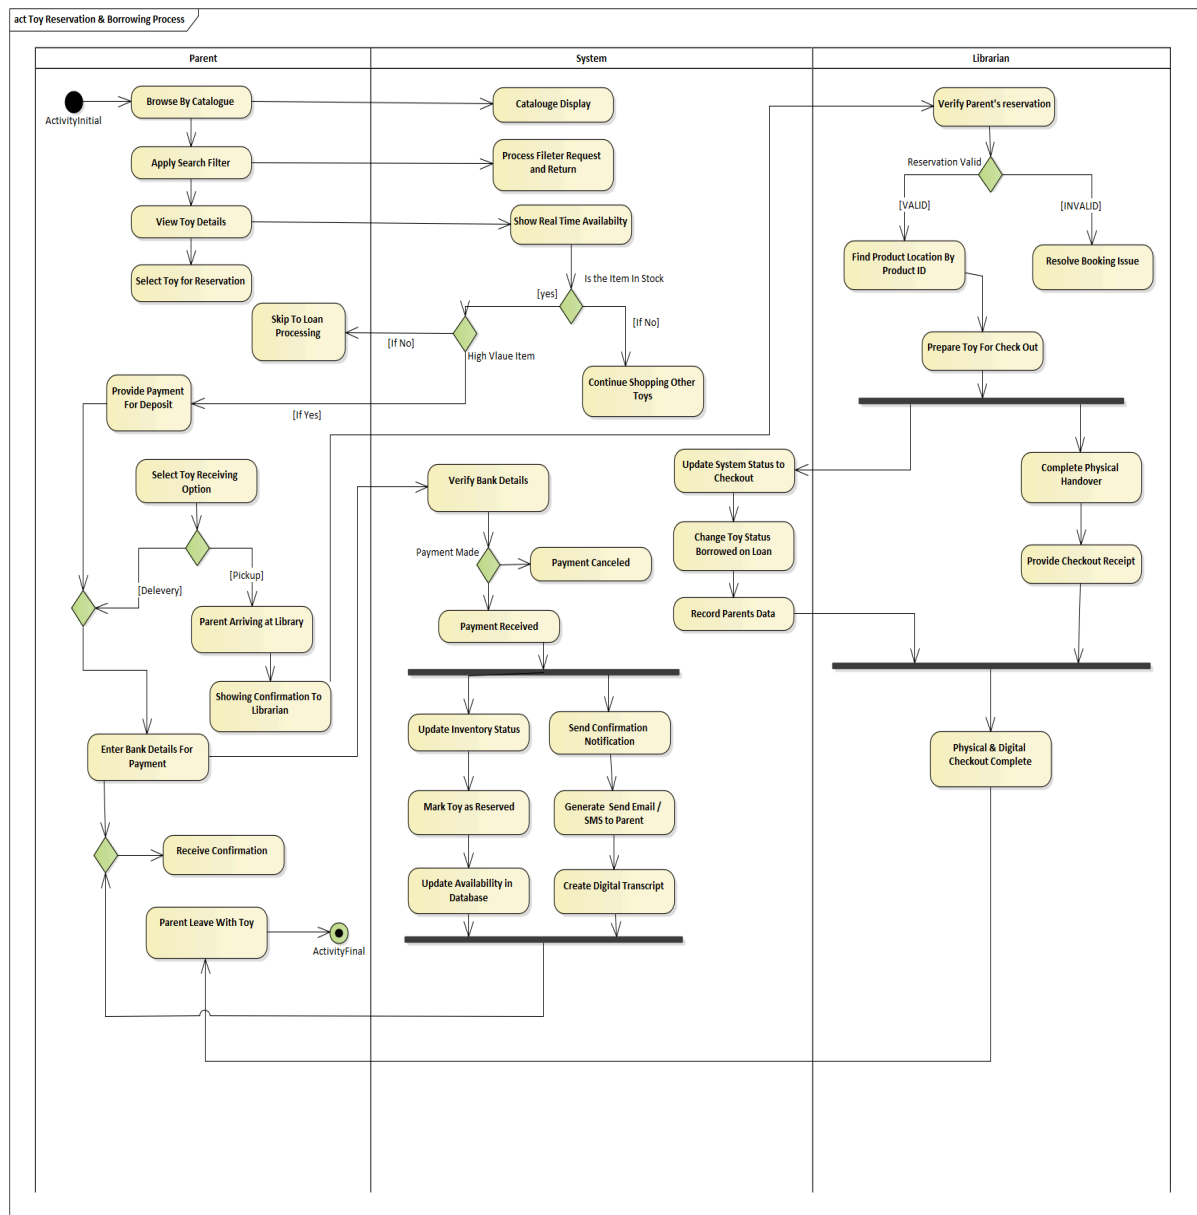 act Toy Reservation & Borrowing Process
Parent
System
Librarian
ActivityInitial
Browse By Catalogue
Catalouge Display
Verify Parent's reservation
Apply Search Filter
Process Fileter Request
and Return
Reservation Valid
[VALID]
[INVALID]
View Toy Details
Show Real Time Availabilty
Find Product Location By
Product ID
Resolve Booking Issue
Select Toy for Reservation
Is the Item In Stock
[yes]
[If No]
Skip To Loan
Processing
[If No]
High Vlaue Item
Prepare Toy For Check Out
Continue Shopping Other
Toys
Provide Payment
For Deposit
[If Yes]
Select Toy Receiving
Option
Verify Bank Details
Update System Status to
Checkout
Complete Physical
Handover
Change Toy Status
Borrowed on Loan
Payment Made
Payment Canceled
Provide Checkout Receipt
[Delevery]
[Pickup]
Parent Arriving at Library
Payment Received
Record Parents Data
Showing Confirmation To
Librarian
Update Inventory Status
Send Confirmation
Notification
Enter Bank Details For
Payment
Physical & Digital
Checkout Complete
Mark Toy as Reserved
Generate  Send Email /
SMS to Parent
Receive Confirmation
Update Availability in
Database
Create Digital Transcript
Parent Leave With Toy
ActivityFinal